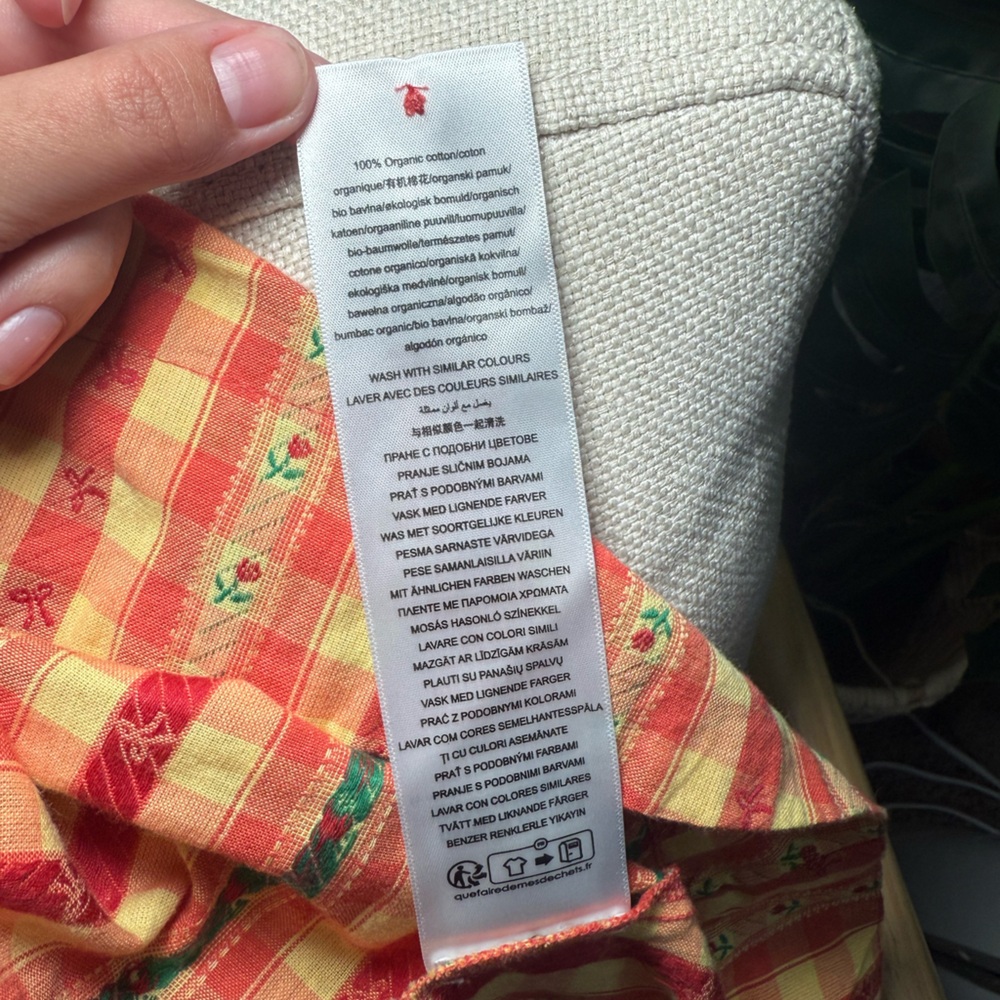 100% Organic cotton/coton
organique/有机棉花/organski pamuk/
bio bavlna/økologisk bomuld/organisch
katoen/orgaaniline puuvill/luomupuuvilla/
bio-baumwolle/természetes pamut/
cotone organico/organiskā kokvilna/
ekologiška medvilnė/organisk bomull/
bawełna organiczna/algodão orgânico/
bumbac organic/bio bavlna/organski bombaž/
algodón orgánico
WASH WITH SIMILAR COLOURS
LAVER AVEC DES COULEURS SIMILAIRES
يغسل مع ألوان مماثلة
与相似颜色一起清洗
ПРАНЕ С ПОДОБНИ ЦВЕТОВЕ
PRANJE SLIČNIM BOJAMA
PRAŤ S PODOBNÝMI BARVAMI
VASK MED LIGNENDE FARVER
WAS MET SOORTGELIJKE KLEUREN
PESMA SARNASTE VÄRVIDEGA
PESE SAMANLAISILLA VÄRIIN
MIT ÄHNLICHEN FARBEN WASCHEN
ΠΛΕΝΤΕ ΜΕ ΠΑΡΟΜΟΙΑ ΧΡΩΜΑΤΑ
MOSÁS HASONLÓ SZÍNEKKEL
LAVARE CON COLORI SIMILI
MAZGĀT AR LĪDZĪGĀM KRĀSĀM
PLAUTI SU PANAŠIŲ SPALVŲ
VASK MED LIGNENDE FARGER
PRAĆ Z PODOBNYMI KOLORAMI
LAVAR COM CORES SEMELHANTESSPĂLA
ȚI CU CULORI ASEMĂNATE
PRAŤ S PODOBNÝMI FARBAMI
PRANJE S PODOBNIMI BARVAMI
LAVAR CON COLORES SIMILARES
TVÄTT MED LIKNANDE FÄRGER
BENZER RENKLERLE YIKAYIN
FR
quefairedemesdechets.fr